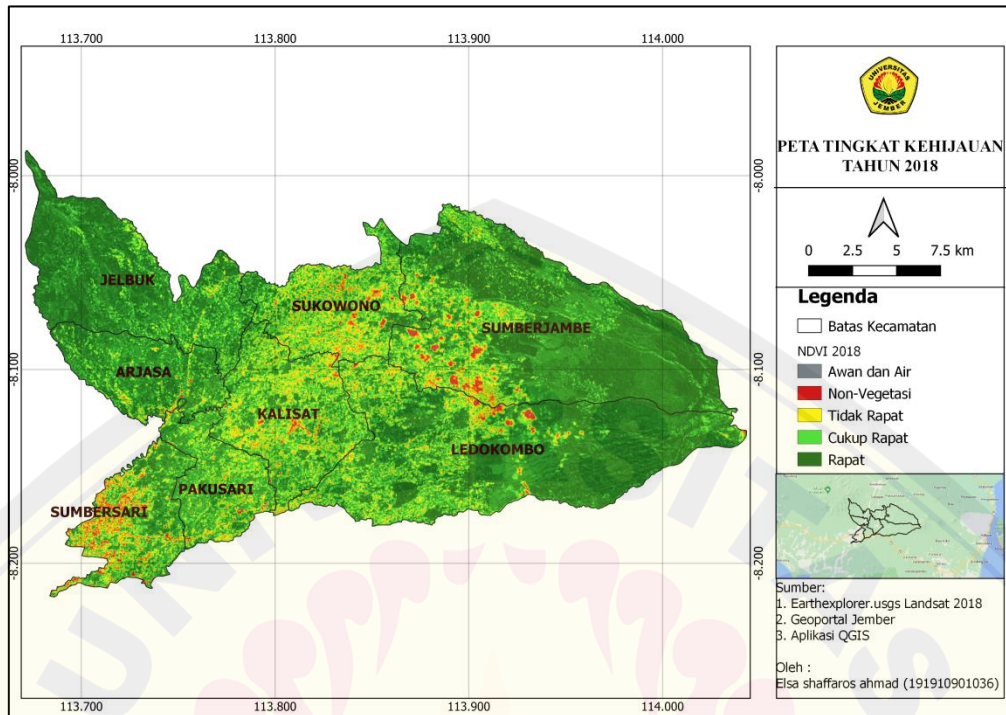 113.700 113.800 113.900 114.000
-8.000 -8.000
-8.100 -8.100
-8.200 -8.200
113.700 113.800 113.900 114.000
JELBUK
SUKOWONO
SUMBERJAMBE
ARJASA
KALISAT
LEDOKOMBO
PAKUSARI
SUMBERSARI
UNIVERSITAS
JEMBER
PETA TINGKAT KEHIJAUAN
TAHUN 2018
0 2.5 5 7.5 km
Legenda
Batas Kecamatan
NDVI 2018
Awan dan Air
Non-Vegetasi
Tidak Rapat
Cukup Rapat
Rapat
Sumber:
1. Earthexplorer.usgs Landsat 2018
2. Geoportal Jember
3. Aplikasi QGIS
Oleh :
Elsa shaffaros ahmad (191910901036)
UNIVERSITAS